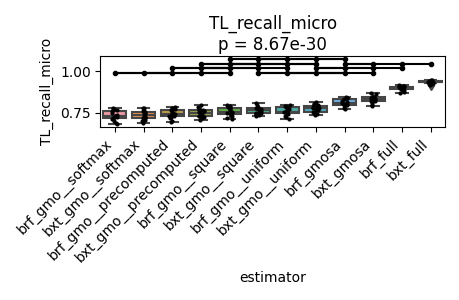 TL_recall_micro
p = 8.67e-30
TL_recall_micro
1.00
0.75
brf_gmo__softmax
bxt_gmo__softmax
brf_gmo__precomputed
bxt_gmo__precomputed
brf_gmo__square
bxt_gmo__square
brf_gmo__uniform
bxt_gmo__uniform
brf_gmosa
bxt_gmosa
brf_full
bxt_full
estimator